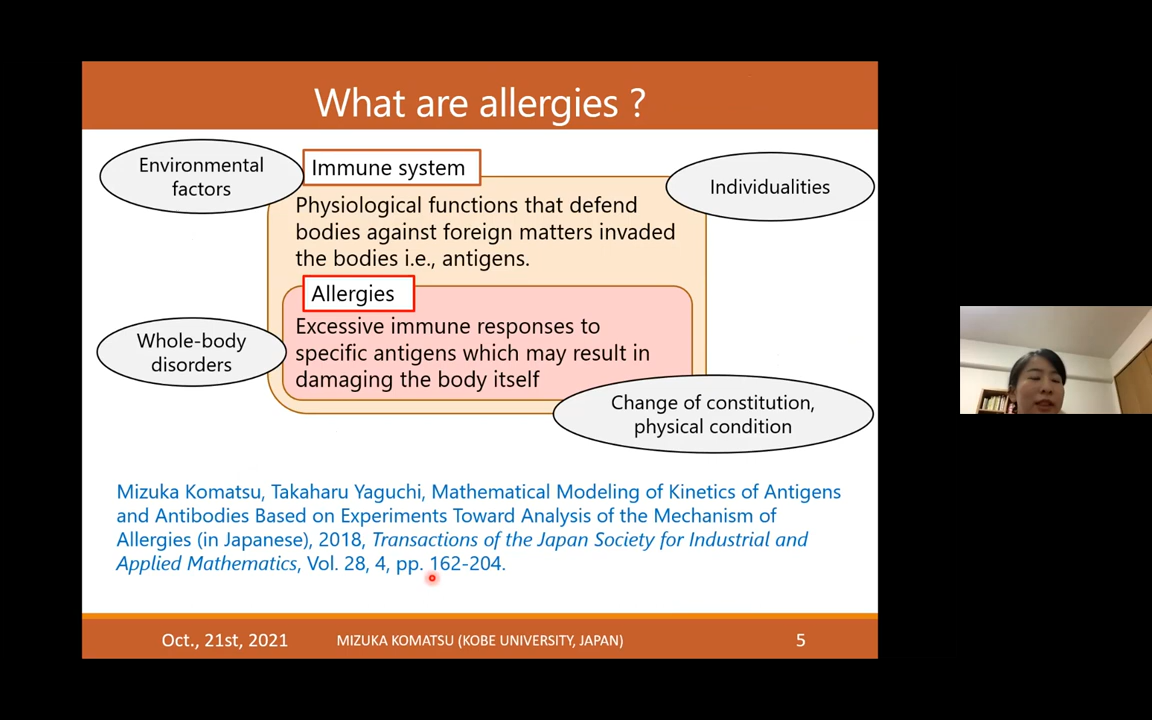 What are allergies ?
Environmental
factors
Immune system
Individualities
Physiological functions that defend
bodies against foreign matters invaded
the bodies i.e., antigens.
Allergies
Excessive immune responses to
specific antigens which may result in
damaging the body itself
Whole-body
disorders
Change of constitution,
physical condition
Mizuka Komatsu, Takaharu Yaguchi, Mathematical Modeling of Kinetics of Antigens
and Antibodies Based on Experiments Toward Analysis of the Mechanism of
Allergies (in Japanese), 2018, Transactions of the Japan Society for Industrial and
Applied Mathematics, Vol. 28, 4, pp. 162-204.
Oct., 21st, 2021
MIZUKA KOMATSU (KOBE UNIVERSITY, JAPAN)
5